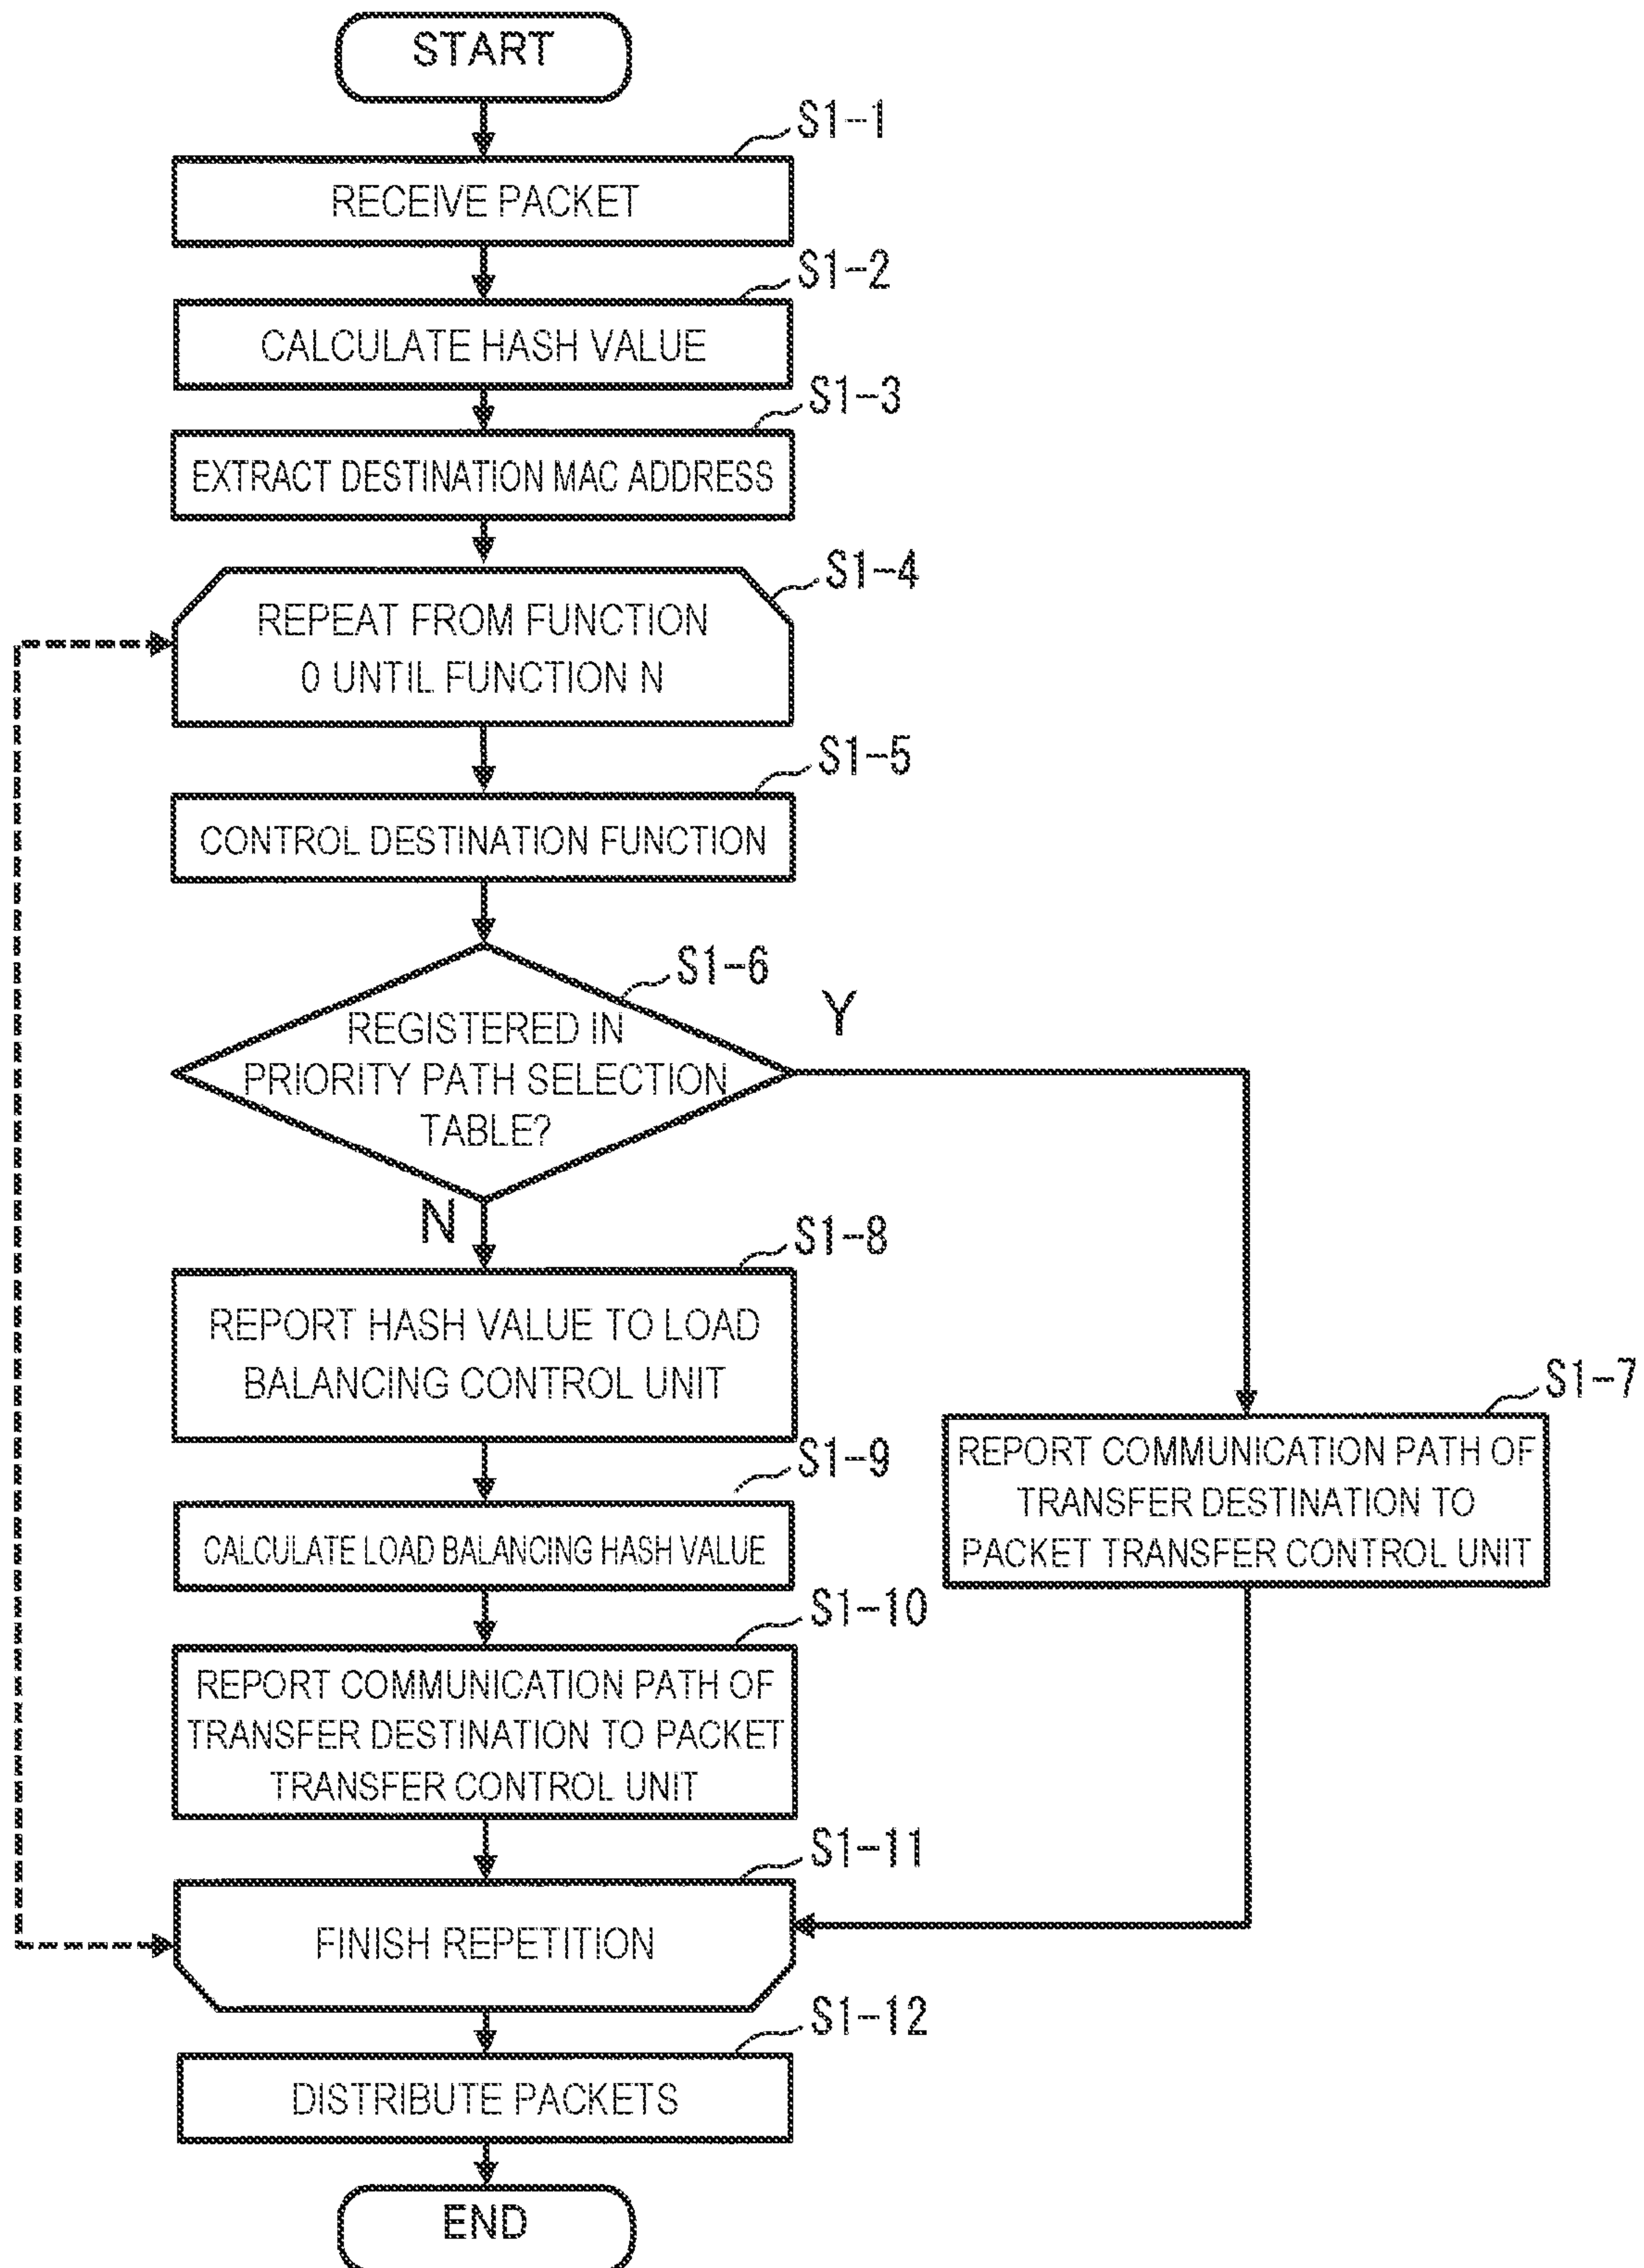 START
S1-1
RECEIVE PACKET
S1-2
CALCULATE HASH VALUE
S1-3
EXTRACT DESTINATION MAC ADDRESS
S1-4
REPEAT FROM FUNCTION
0 UNTIL FUNCTION N
S1-5
CONTROL DESTINATION FUNCTION
S1-6
REGISTERED IN
PRIORITY PATH SELECTION
TABLE?
Y
N
S1-8
REPORT HASH VALUE TO LOAD
BALANCING CONTROL UNIT
S1-7
REPORT COMMUNICATION PATH OF
TRANSFER DESTINATION TO
PACKET TRANSFER CONTROL UNIT
S1-9
CALCULATE LOAD BALANCING HASH VALUE
S1-10
REPORT COMMUNICATION PATH OF
TRANSFER DESTINATION TO PACKET
TRANSFER CONTROL UNIT
S1-11
FINISH REPETITION
S1-12
DISTRIBUTE PACKETS
END